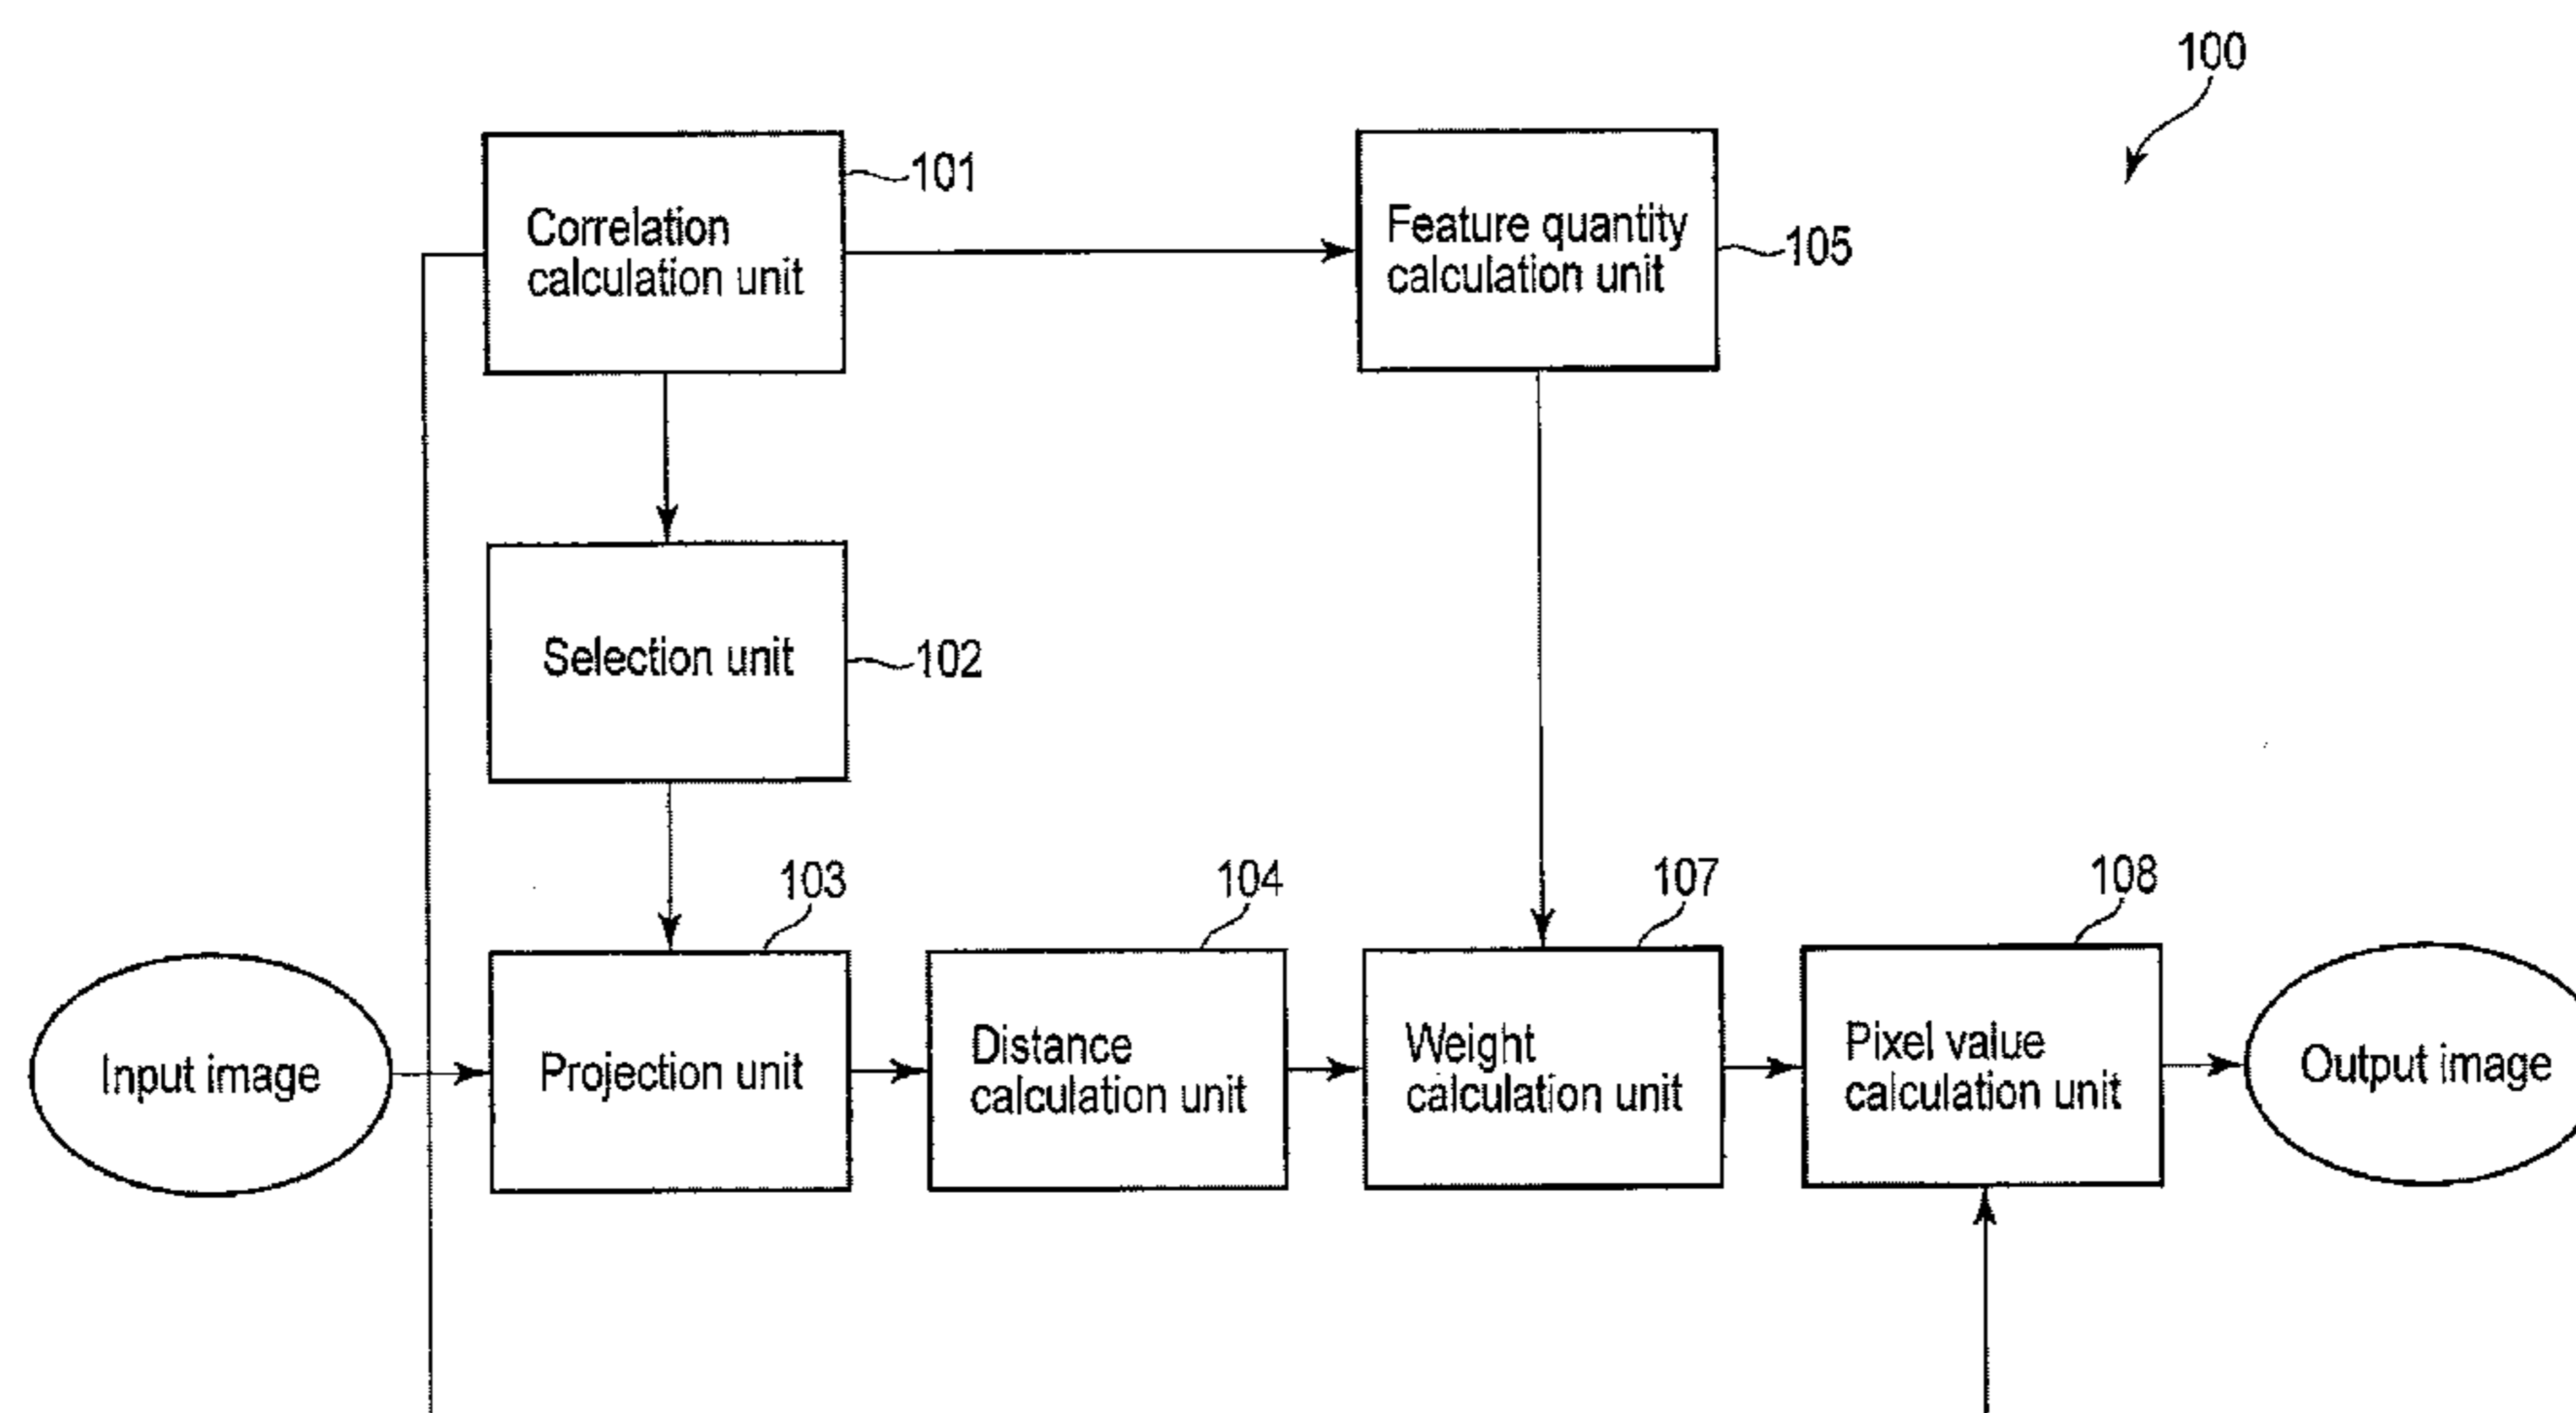 100
101
Correlation
calculation unit
Feature quantity
calculation unit
105
Selection unit
102
103
104
107
108
Input image
Projection unit
Distance
calculation unit
Weight
calculation unit
Pixel value
calculation unit
Output image